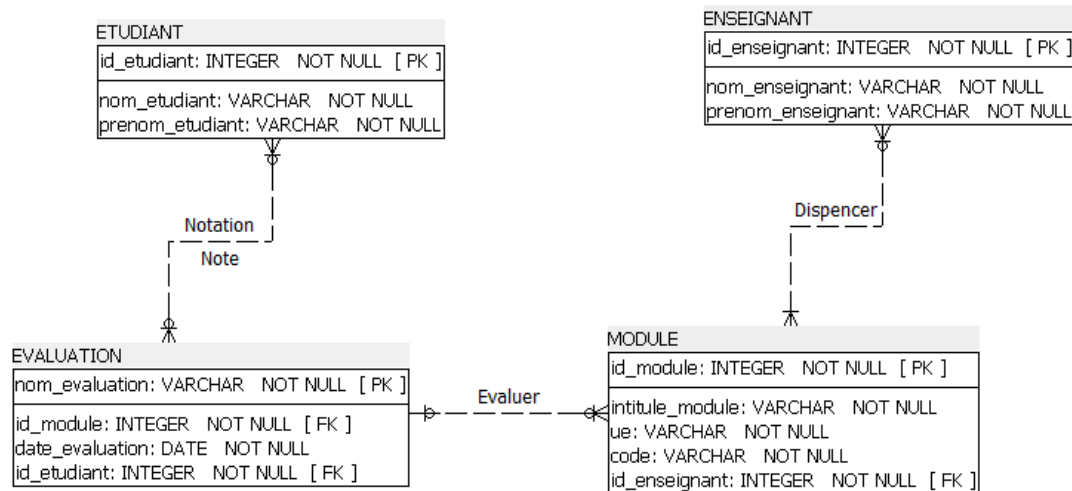 ETUDIANT
id_etudiant: INTEGER NOT NULL [ PK ]
nom_etudiant: VARCHAR NOT NULL
prenom_etudiant: VARCHAR NOT NULL
ENSEIGNANT
id_enseignant: INTEGER NOT NULL [ PK ]
nom_enseignant: VARCHAR NOT NULL
prenom_enseignant: VARCHAR NOT NULL
Notation
Note
Dispencer
EVALUATION
nom_evaluation: VARCHAR NOT NULL [ PK ]
id_module: INTEGER NOT NULL [ FK ]
date_evaluation: DATE NOT NULL
id_etudiant: INTEGER NOT NULL [ FK ]
Evaluer
MODULE
id_module: INTEGER NOT NULL [ PK ]
intitule_module: VARCHAR NOT NULL
ue: VARCHAR NOT NULL
code: VARCHAR NOT NULL
id_enseignant: INTEGER NOT NULL [ FK ]